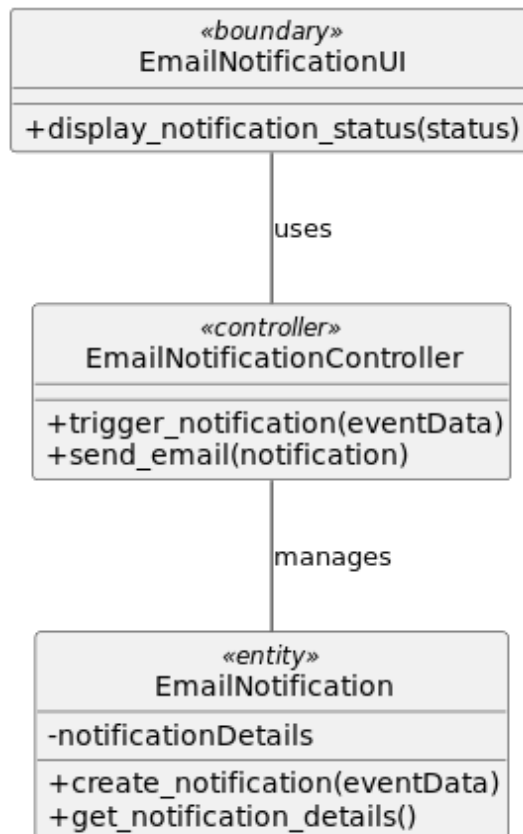 «boundary»
EmailNotificationUI
+display_notification_status(status)
uses
«controller»
EmailNotificationController
+trigger_notification(eventData)
+send_email(notification)
manages
«entity»
EmailNotification
-notificationDetails
+create_notification(eventData)
+get_notification_details()